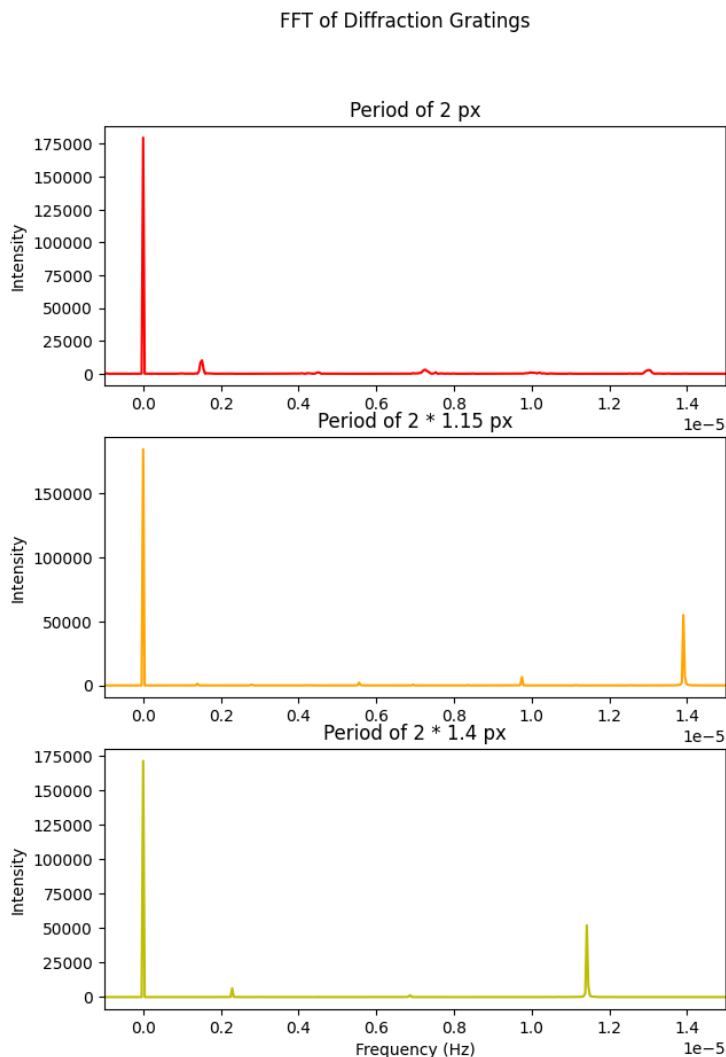 FFT of Diffraction Gratings
Period of 2 px
175000
150000
125000
100000
75000
50000
25000
0
Intensity
0.0 0.2 0.4 0.6 0.8 1.0 1.2 1.4
1e−5
Period of 2 * 1.15 px
150000
100000
50000
0
Intensity
0.0 0.2 0.4 0.6 0.8 1.0 1.2 1.4
1e−5
Period of 2 * 1.4 px
175000
150000
125000
100000
75000
50000
25000
0
Intensity
0.0 0.2 0.4 0.6 0.8 1.0 1.2 1.4
Frequency (Hz)
1e−5